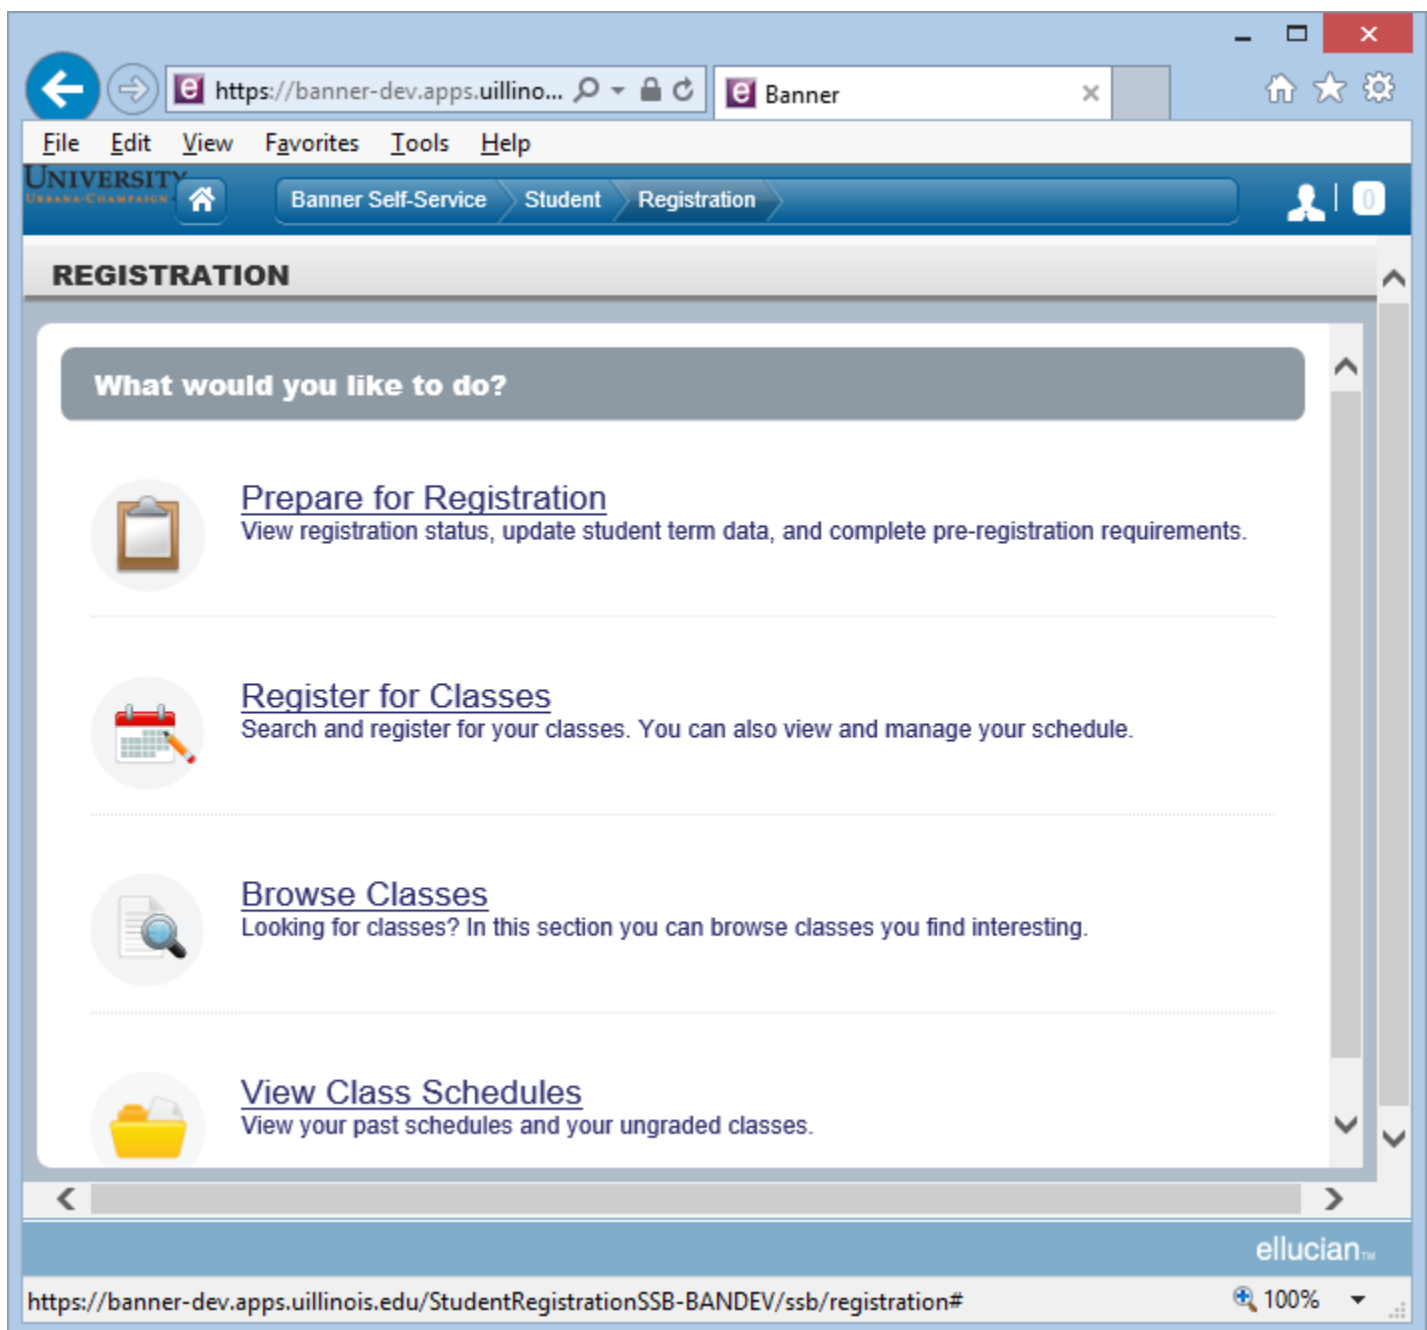 https://banner-dev.apps.uillino...
Banner
File Edit View Favorites Tools Help
UNIVERSITY
URBANA-CHAMPAIGN
Banner Self-Service Student Registration
0
REGISTRATION
What would you like to do?
Prepare for Registration
View registration status, update student term data, and complete pre-registration requirements.
Register for Classes
Search and register for your classes. You can also view and manage your schedule.
Browse Classes
Looking for classes? In this section you can browse classes you find interesting.
View Class Schedules
View your past schedules and your ungraded classes.
ellucian™
https://banner-dev.apps.uillinois.edu/StudentRegistrationSSB-BANDEV/ssb/registration#
100%